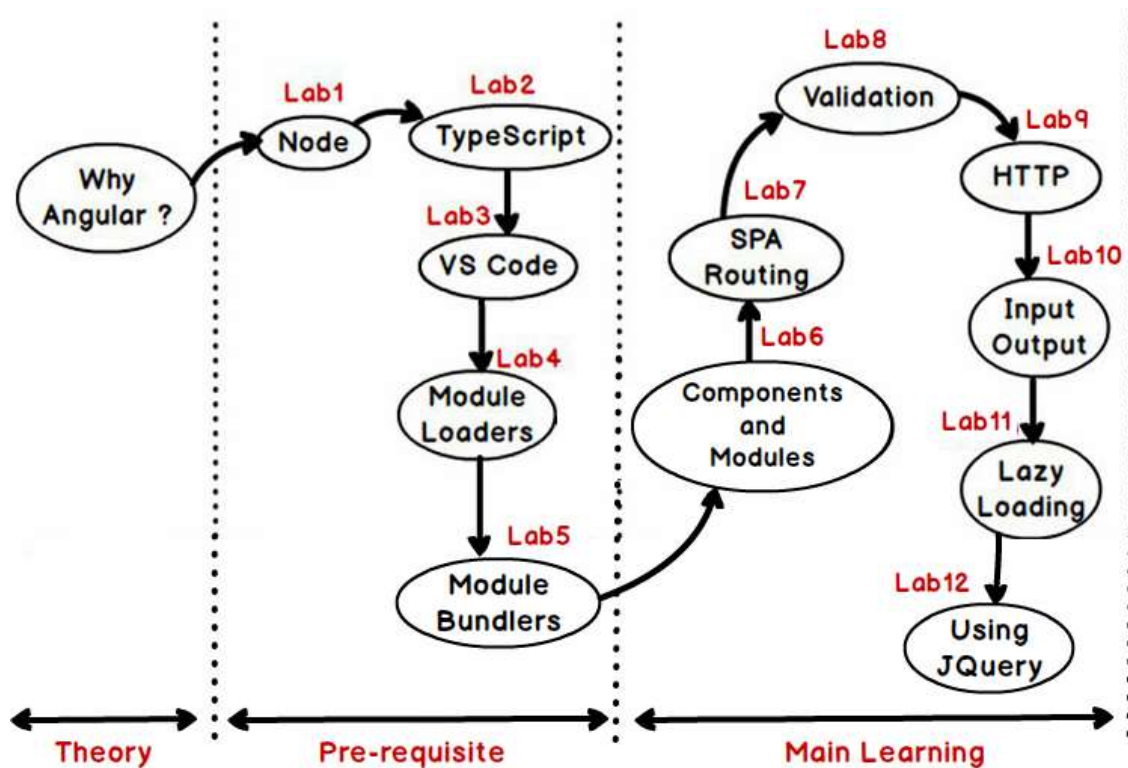 Why
Angular ?
Lab1
Node
Lab2
TypeScript
Lab3
VS Code
Lab4
Module
Loaders
Lab5
Module
Bundlers
Lab6
Components
and
Modules
Lab7
SPA
Routing
Lab8
Validation
Lab9
HTTP
Lab10
Input
Output
Lab11
Lazy
Loading
Lab12
Using
JQuery
Theory
Pre-requisite
Main Learning